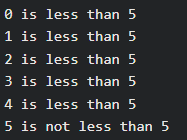 0 is less than 5
1 is less than 5
2 is less than 5
3 is less than 5
4 is less than 5
5 is not less than 5